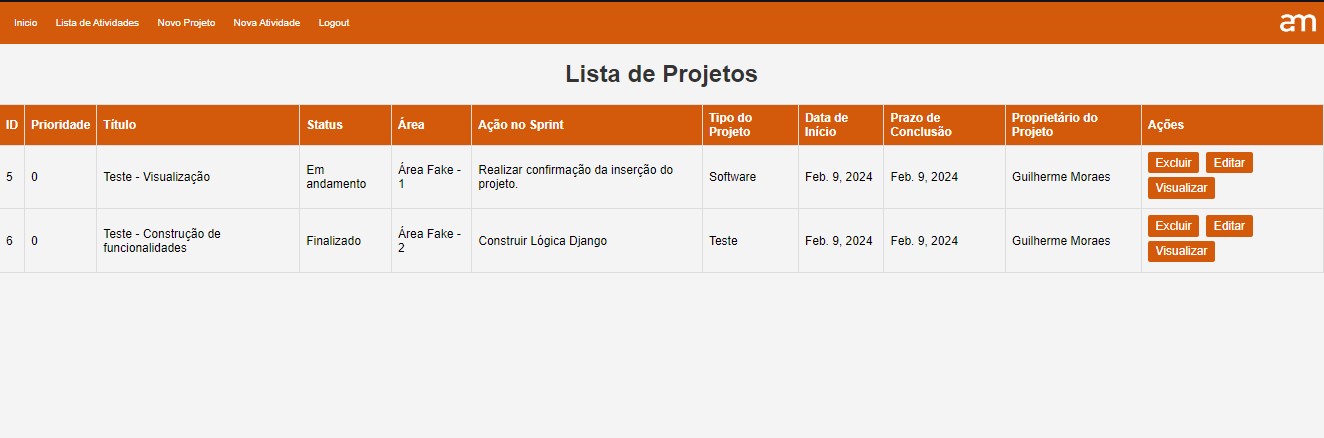 Inicio Lista de Atividades Novo Projeto Nova Atividade Logout am
Lista de Projetos
ID Prioridade Título Status Área Ação no Sprint Tipo do Projeto Data de Início Prazo de Conclusão Proprietário do Projeto Ações
5 0 Teste - Visualização Em andamento Área Fake - 1 Realizar confirmação da inserção do projeto. Software Feb. 9, 2024 Feb. 9, 2024 Guilherme Moraes Excluir Editar Visualizar
6 0 Teste - Construção de funcionalidades Finalizado Área Fake - 2 Construir Lógica Django Teste Feb. 9, 2024 Feb. 9, 2024 Guilherme Moraes Excluir Editar Visualizar